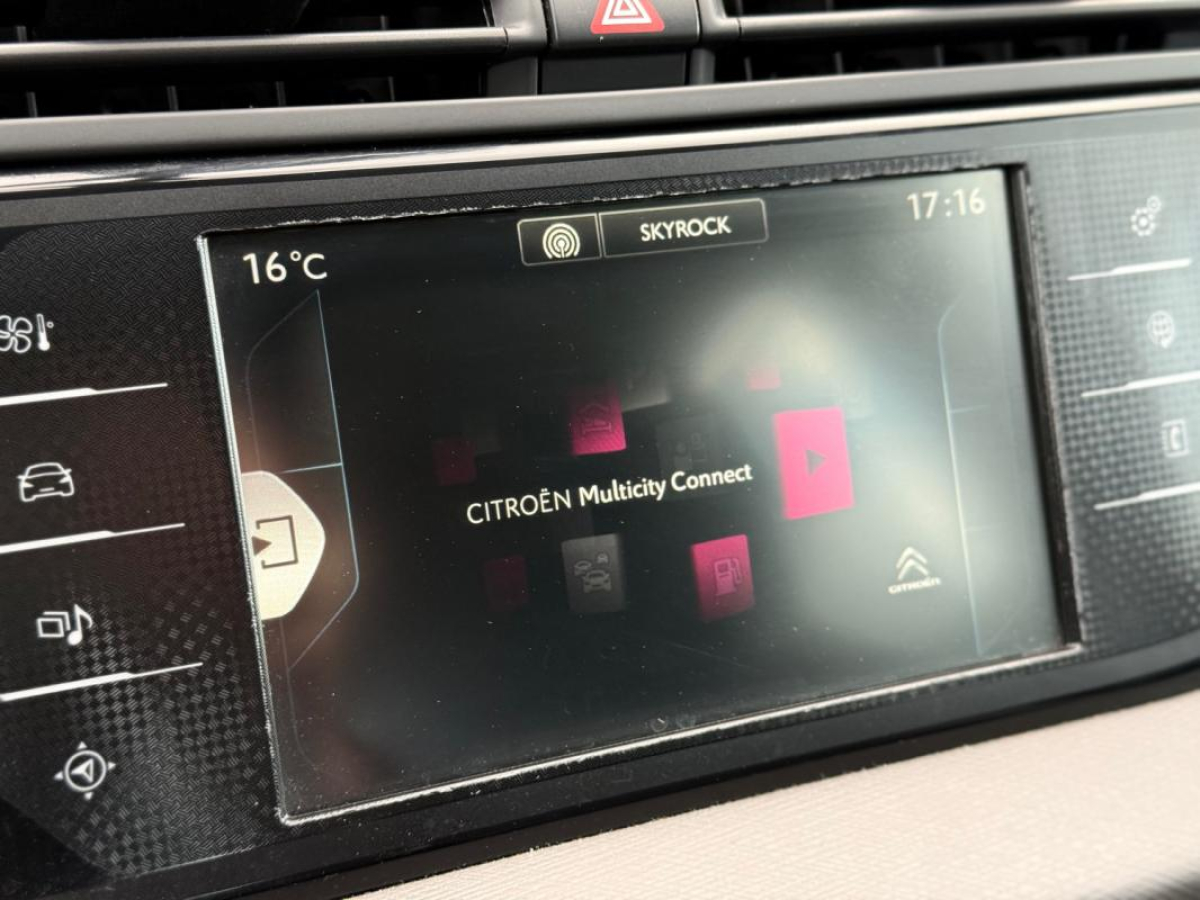 16°C
SKYROCK
17:16
CITROËN Multicity Connect
CITROËN